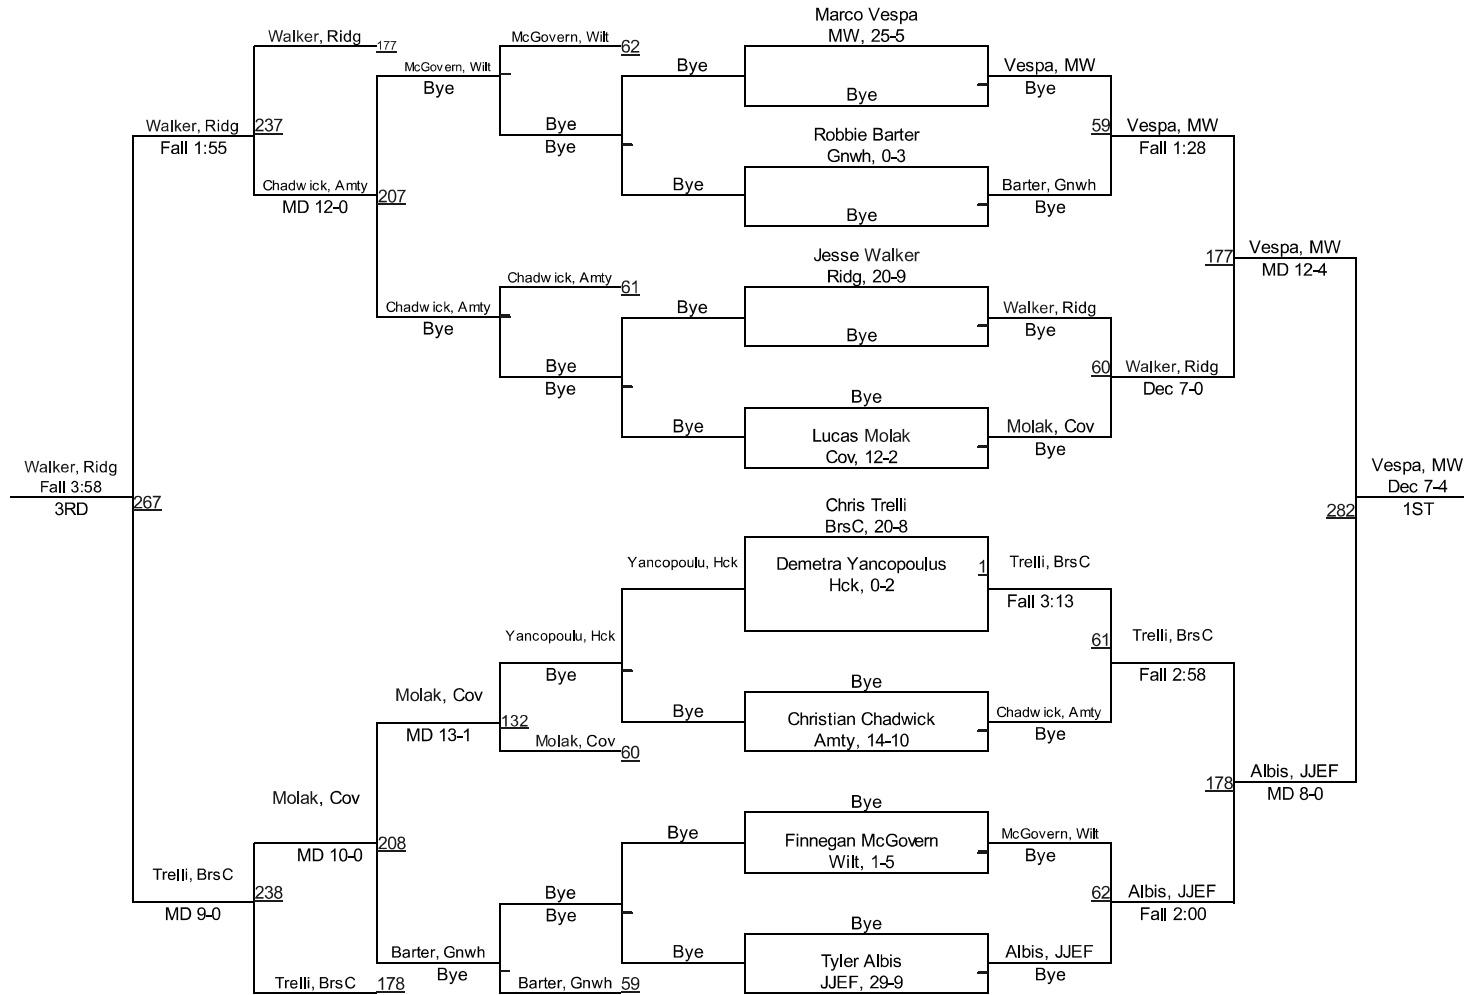 Marco Vespa
MW, 25-5
Walker, Ridg
177
McGovern, Wilt
62
McGovern, Wilt
Bye
Bye
Vespa, MW
Bye
Bye
Walker, Ridg
237
Fall 1:55
Bye
Bye
Robbie Barter
Gnwh, 0-3
59
Vespa, MW
Fall 1:28
Chadwick, Amty
MD 12-0
207
Bye
Bye
Barter, Gnwh
Bye
Jesse Walker
Ridg, 20-9
177
Vespa, MW
MD 12-4
Chadwick, Amty
61
Chadwick, Amty
Bye
Bye
Bye
Walker, Ridg
Bye
Bye
Bye
60
Walker, Ridg
Dec 7-0
Bye
Bye
Lucas Molak
Cov, 12-2
Molak, Cov
Bye
Walker, Ridg
Fall 3:58
3RD
267
Vespa, MW
Dec 7-4
1ST
282
Chris Trelli
BrsC, 20-8
Yancopoulu, Hck
Demetra Yancopoulus
Hck, 0-2
1
Trelli, BrsC
Fall 3:13
Yancopoulu, Hck
Bye
61
Trelli, BrsC
Fall 2:58
Molak, Cov
MD 13-1
132
Bye
Bye
Christian Chadwick
Amty, 14-10
Chadwick, Amty
Bye
Molak, Cov
60
178
Albis, JJEF
MD 8-0
Molak, Cov
MD 10-0
208
Bye
Bye
Finnegan McGovern
Wilt, 1-5
McGovern, Wilt
Bye
Trelli, BrsC
MD 9-0
238
Bye
Bye
62
Albis, JJEF
Fall 2:00
Bye
Barter, Gnwh
Bye
Bye
Tyler Albis
JJEF, 29-9
Albis, JJEF
Bye
Trelli, BrsC
178
Barter, Gnwh
59